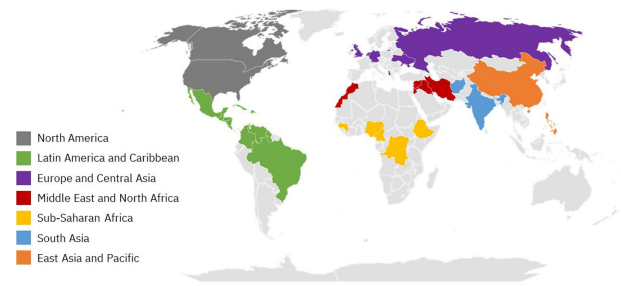 North America
Latin America and Caribbean
Europe and Central Asia
Middle East and North Africa
Sub-Saharan Africa
South Asia
East Asia and Pacific